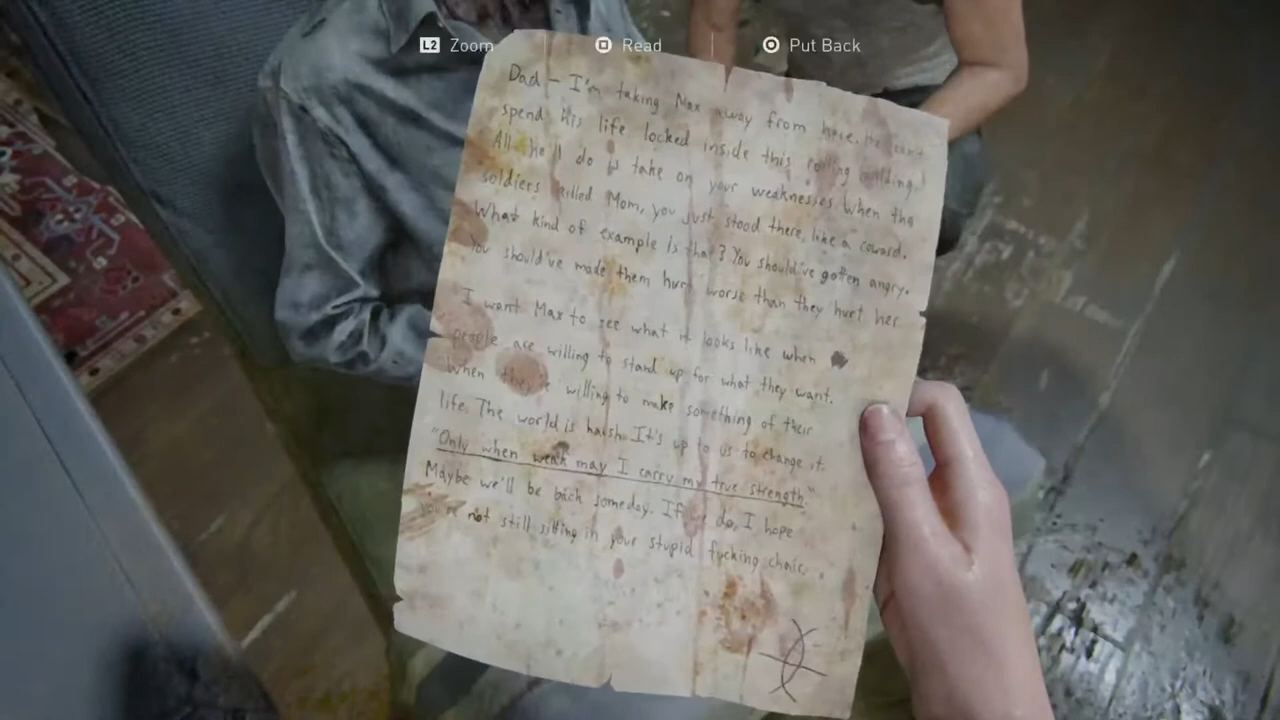 L2 Zoom
Read
Put Back
Dad – I'm taking Max away from here. He can't
spend his life locked inside this rotting building.
All he'll do is take on your weaknesses. When the
soldiers killed Mom, you just stood there, like a coward.
What kind of example is that? You should've gotten angry.
You should've made them hurt worse than they hurt her
I want Max to see what it looks like when
people are willing to stand up for what they want.
When they're willing to make something of their
life. The world is harsh. It's up to us to change it.
"Only when weak may I carry my true strength."
Maybe we'll be back someday. If we do, I hope
you're not still sitting in your stupid fucking chair.